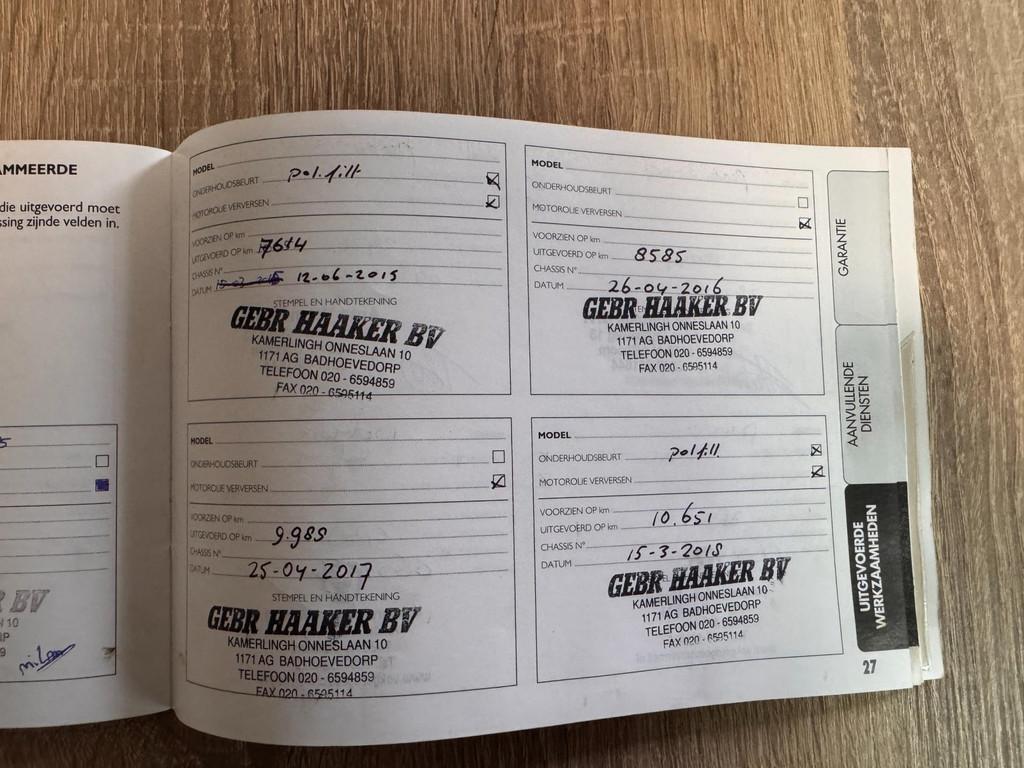 AMMEERDE
die uitgevoerd moet
ssing zijnde velden in.
5
BV
N 10
RP
9
MODEL
ONDERHOUDSBEURT pol.filt
MOTOROLIE VERVERSEN
VOORZIEN OP km
UITGEVOERD OP km 7614
CHASSIS N°
DATUM 12-06-2015
STEMPEL EN HANDTEKENING
GEBR HAAKER BV
KAMERLINGH ONNESLAAN 10
1171 AG BADHOEVEDORP
TELEFOON 020 - 6594859
FAX 020 - 6595114
MODEL
ONDERHOUDSBEURT
MOTOROLIE VERVERSEN
VOORZIEN OP km
UITGEVOERD OP km 8585
CHASSIS N°
DATUM 26-04-2016
GEBR HAAKER BV
KAMERLINGH ONNESLAAN 10
1171 AG BADHOEVEDORP
TELEFOON 020 - 6594859
FAX 020 - 6595114
MODEL
ONDERHOUDSBEURT
MOTOROLIE VERVERSEN
VOORZIEN OP km
UITGEVOERD OP km 9.989
CHASSIS N°
DATUM 25-04-2017
STEMPEL EN HANDTEKENING
GEBR HAAKER BV
KAMERLINGH ONNESLAAN 10
1171 AG BADHOEVEDORP
TELEFOON 020 - 6594859
FAX 020 - 6595114
MODEL
ONDERHOUDSBEURT polfill
MOTOROLIE VERVERSEN
VOORZIEN OP km
UITGEVOERD OP km 10.651
CHASSIS N°
DATUM 15-3-2018
GEBR HAAKER BV
KAMERLINGH ONNESLAAN 10
1171 AG BADHOEVEDORP
TELEFOON 020 - 6594859
FAX 020 - 6595114
GARANTIE
AANVULLENDE
DIENSTEN
UITGEVOERDE
WERKZAAMHEDEN
27